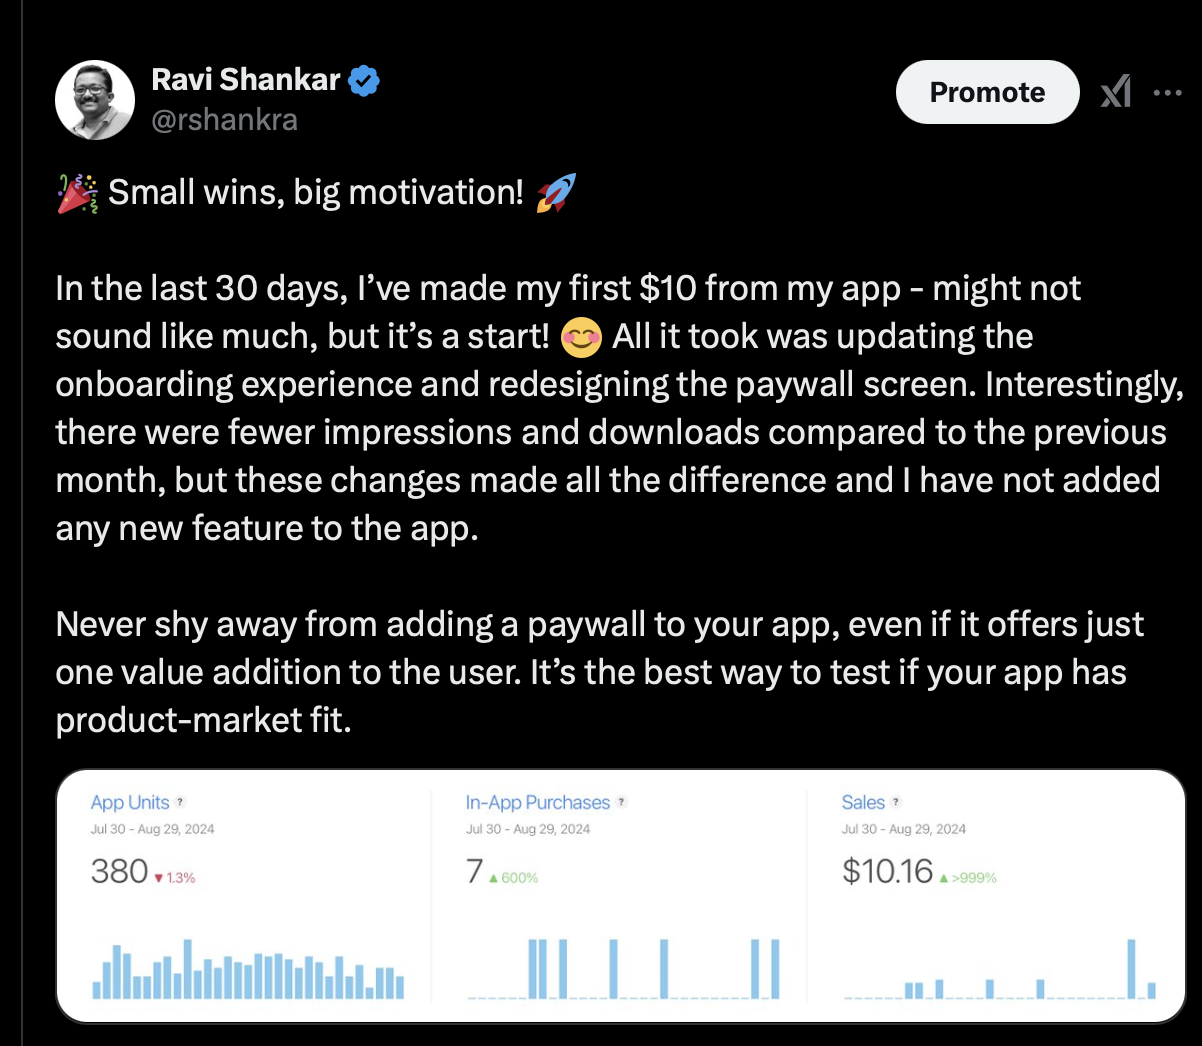 Ravi Shankar
@rshankra
Promote
🎉 Small wins, big motivation! 🚀
In the last 30 days, I’ve made my first $10 from my app - might not
sound like much, but it’s a start! 😊 All it took was updating the
onboarding experience and redesigning the paywall screen. Interestingly,
there were fewer impressions and downloads compared to the previous
month, but these changes made all the difference and I have not added
any new feature to the app.
Never shy away from adding a paywall to your app, even if it offers just
one value addition to the user. It’s the best way to test if your app has
product-market fit.
App Units ?
Jul 30 - Aug 29, 2024
380 ▼ 1.3%
In-App Purchases ?
Jul 30 - Aug 29, 2024
7 ▲ 600%
Sales ?
Jul 30 - Aug 29, 2024
$10.16 ▲ >999%